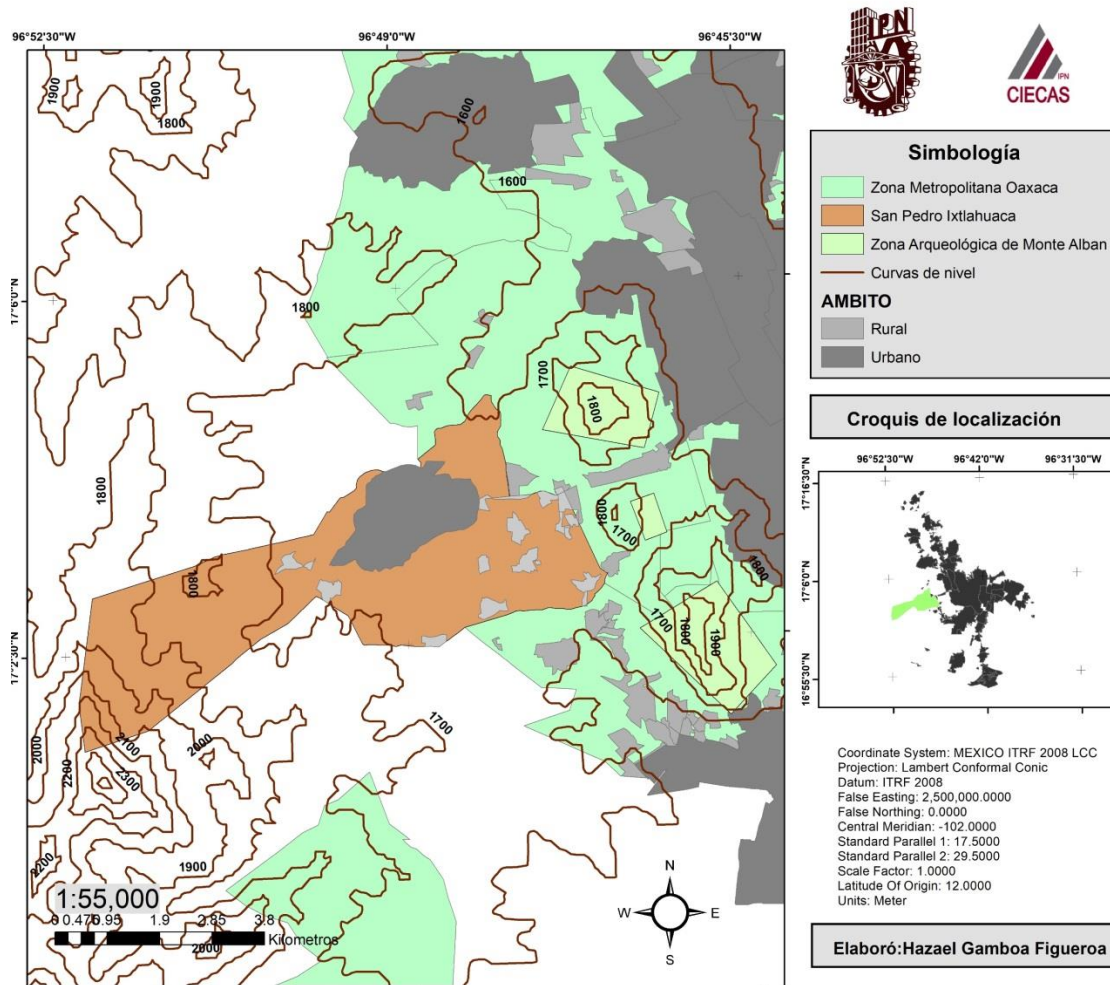 96°52'30"W 96°49'0"W 96°45'30"W
17°6'0"N
17°2'30"N
1900
1900
1800
1600
1600
1800
1700
1800
1800
1800
1700
1800
1800
1700
1800
1900
1700
2000
2100
2000
2200
2300
2200
1900
2000
1:55,000
0 0.475 0.95 1.9 2.85 3.8
Kilometros
N
W E
S
IPN
IPN
CIECAS
Simbología
Zona Metropolitana Oaxaca
San Pedro Ixtlahuaca
Zona Arqueológica de Monte Alban
Curvas de nivel
AMBITO
Rural
Urbano
Croquis de localización
96°52'30"W 96°42'0"W 96°31'30"W
17°16'30"N
17°6'0"N
16°55'30"N
Coordinate System: MEXICO ITRF 2008 LCC
Projection: Lambert Conformal Conic
Datum: ITRF 2008
False Easting: 2,500,000.0000
False Northing: 0.0000
Central Meridian: -102.0000
Standard Parallel 1: 17.5000
Standard Parallel 2: 29.5000
Scale Factor: 1.0000
Latitude Of Origin: 12.0000
Units: Meter
Elaboró:Hazael Gamboa Figueroa